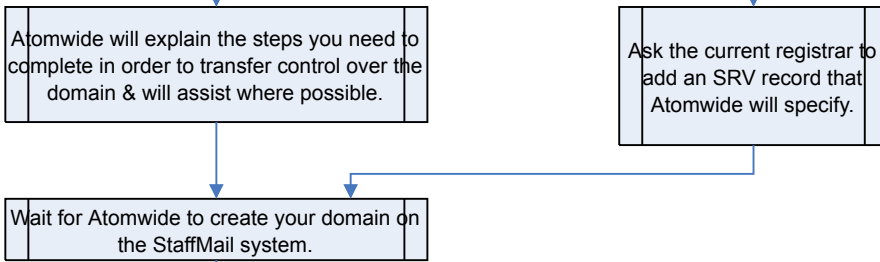 Atomwide will explain the steps you need to
complete in order to transfer control over the
domain & will assist where possible.
Ask the current registrar to
add an SRV record that
Atomwide will specify.
Wait for Atomwide to create your domain on
the StaffMail system.